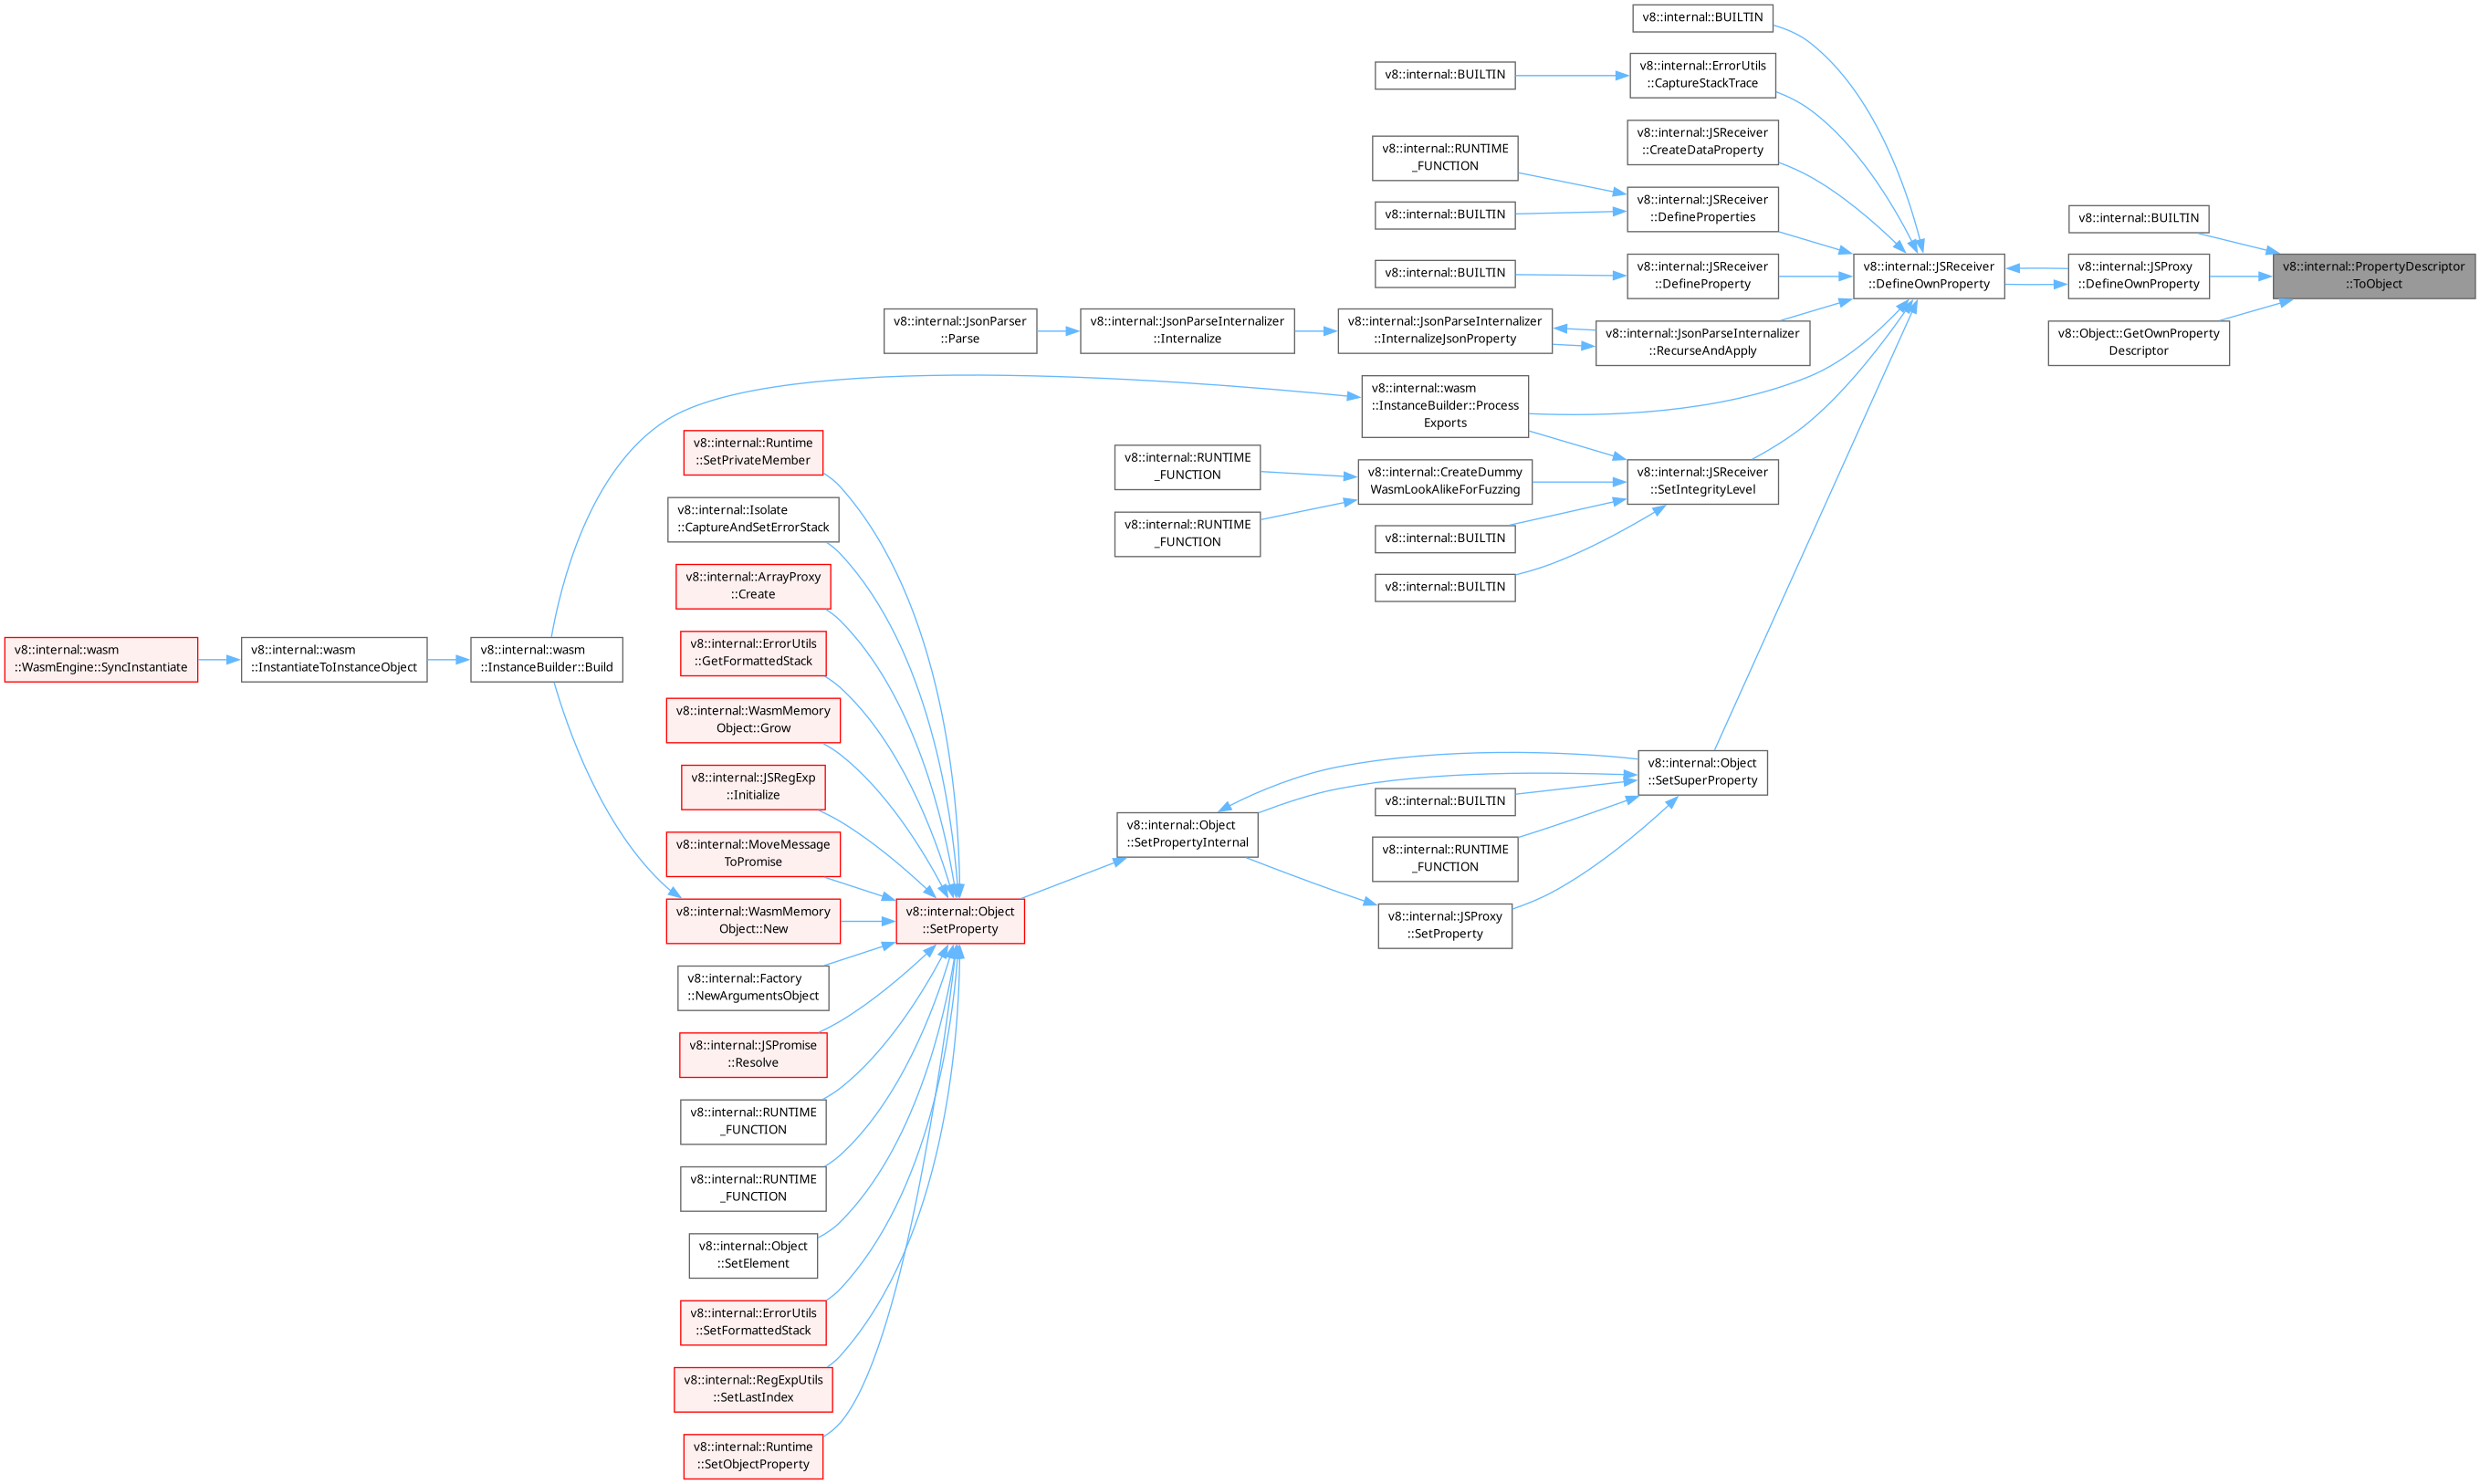 v8::internal::BUILTIN
v8::internal::ErrorUtils
::CaptureStackTrace
v8::internal::BUILTIN
v8::internal::JSReceiver
::CreateDataProperty
v8::internal::RUNTIME
_FUNCTION
v8::internal::JSReceiver
::DefineProperties
v8::internal::BUILTIN
v8::internal::BUILTIN
v8::internal::JSReceiver
::DefineProperty
v8::internal::BUILTIN
v8::internal::JSReceiver
::DefineOwnProperty
v8::internal::JSProxy
::DefineOwnProperty
v8::internal::PropertyDescriptor
::ToObject
v8::internal::JsonParser
::Parse
v8::internal::JsonParseInternalizer
::Internalize
v8::internal::JsonParseInternalizer
::InternalizeJsonProperty
v8::internal::JsonParseInternalizer
::RecurseAndApply
v8::Object::GetOwnProperty
Descriptor
v8::internal::wasm
::InstanceBuilder::Process
Exports
v8::internal::Runtime
::SetPrivateMember
v8::internal::RUNTIME
_FUNCTION
v8::internal::CreateDummy
WasmLookAlikeForFuzzing
v8::internal::JSReceiver
::SetIntegrityLevel
v8::internal::Isolate
::CaptureAndSetErrorStack
v8::internal::RUNTIME
_FUNCTION
v8::internal::BUILTIN
v8::internal::ArrayProxy
::Create
v8::internal::BUILTIN
v8::internal::wasm
::WasmEngine::SyncInstantiate
v8::internal::wasm
::InstantiateToInstanceObject
v8::internal::wasm
::InstanceBuilder::Build
v8::internal::ErrorUtils
::GetFormattedStack
v8::internal::WasmMemory
Object::Grow
v8::internal::Object
::SetSuperProperty
v8::internal::JSRegExp
::Initialize
v8::internal::BUILTIN
v8::internal::Object
::SetPropertyInternal
v8::internal::MoveMessage
ToPromise
v8::internal::RUNTIME
_FUNCTION
v8::internal::WasmMemory
Object::New
v8::internal::Object
::SetProperty
v8::internal::JSProxy
::SetProperty
v8::internal::Factory
::NewArgumentsObject
v8::internal::JSPromise
::Resolve
v8::internal::RUNTIME
_FUNCTION
v8::internal::RUNTIME
_FUNCTION
v8::internal::Object
::SetElement
v8::internal::ErrorUtils
::SetFormattedStack
v8::internal::RegExpUtils
::SetLastIndex
v8::internal::Runtime
::SetObjectProperty